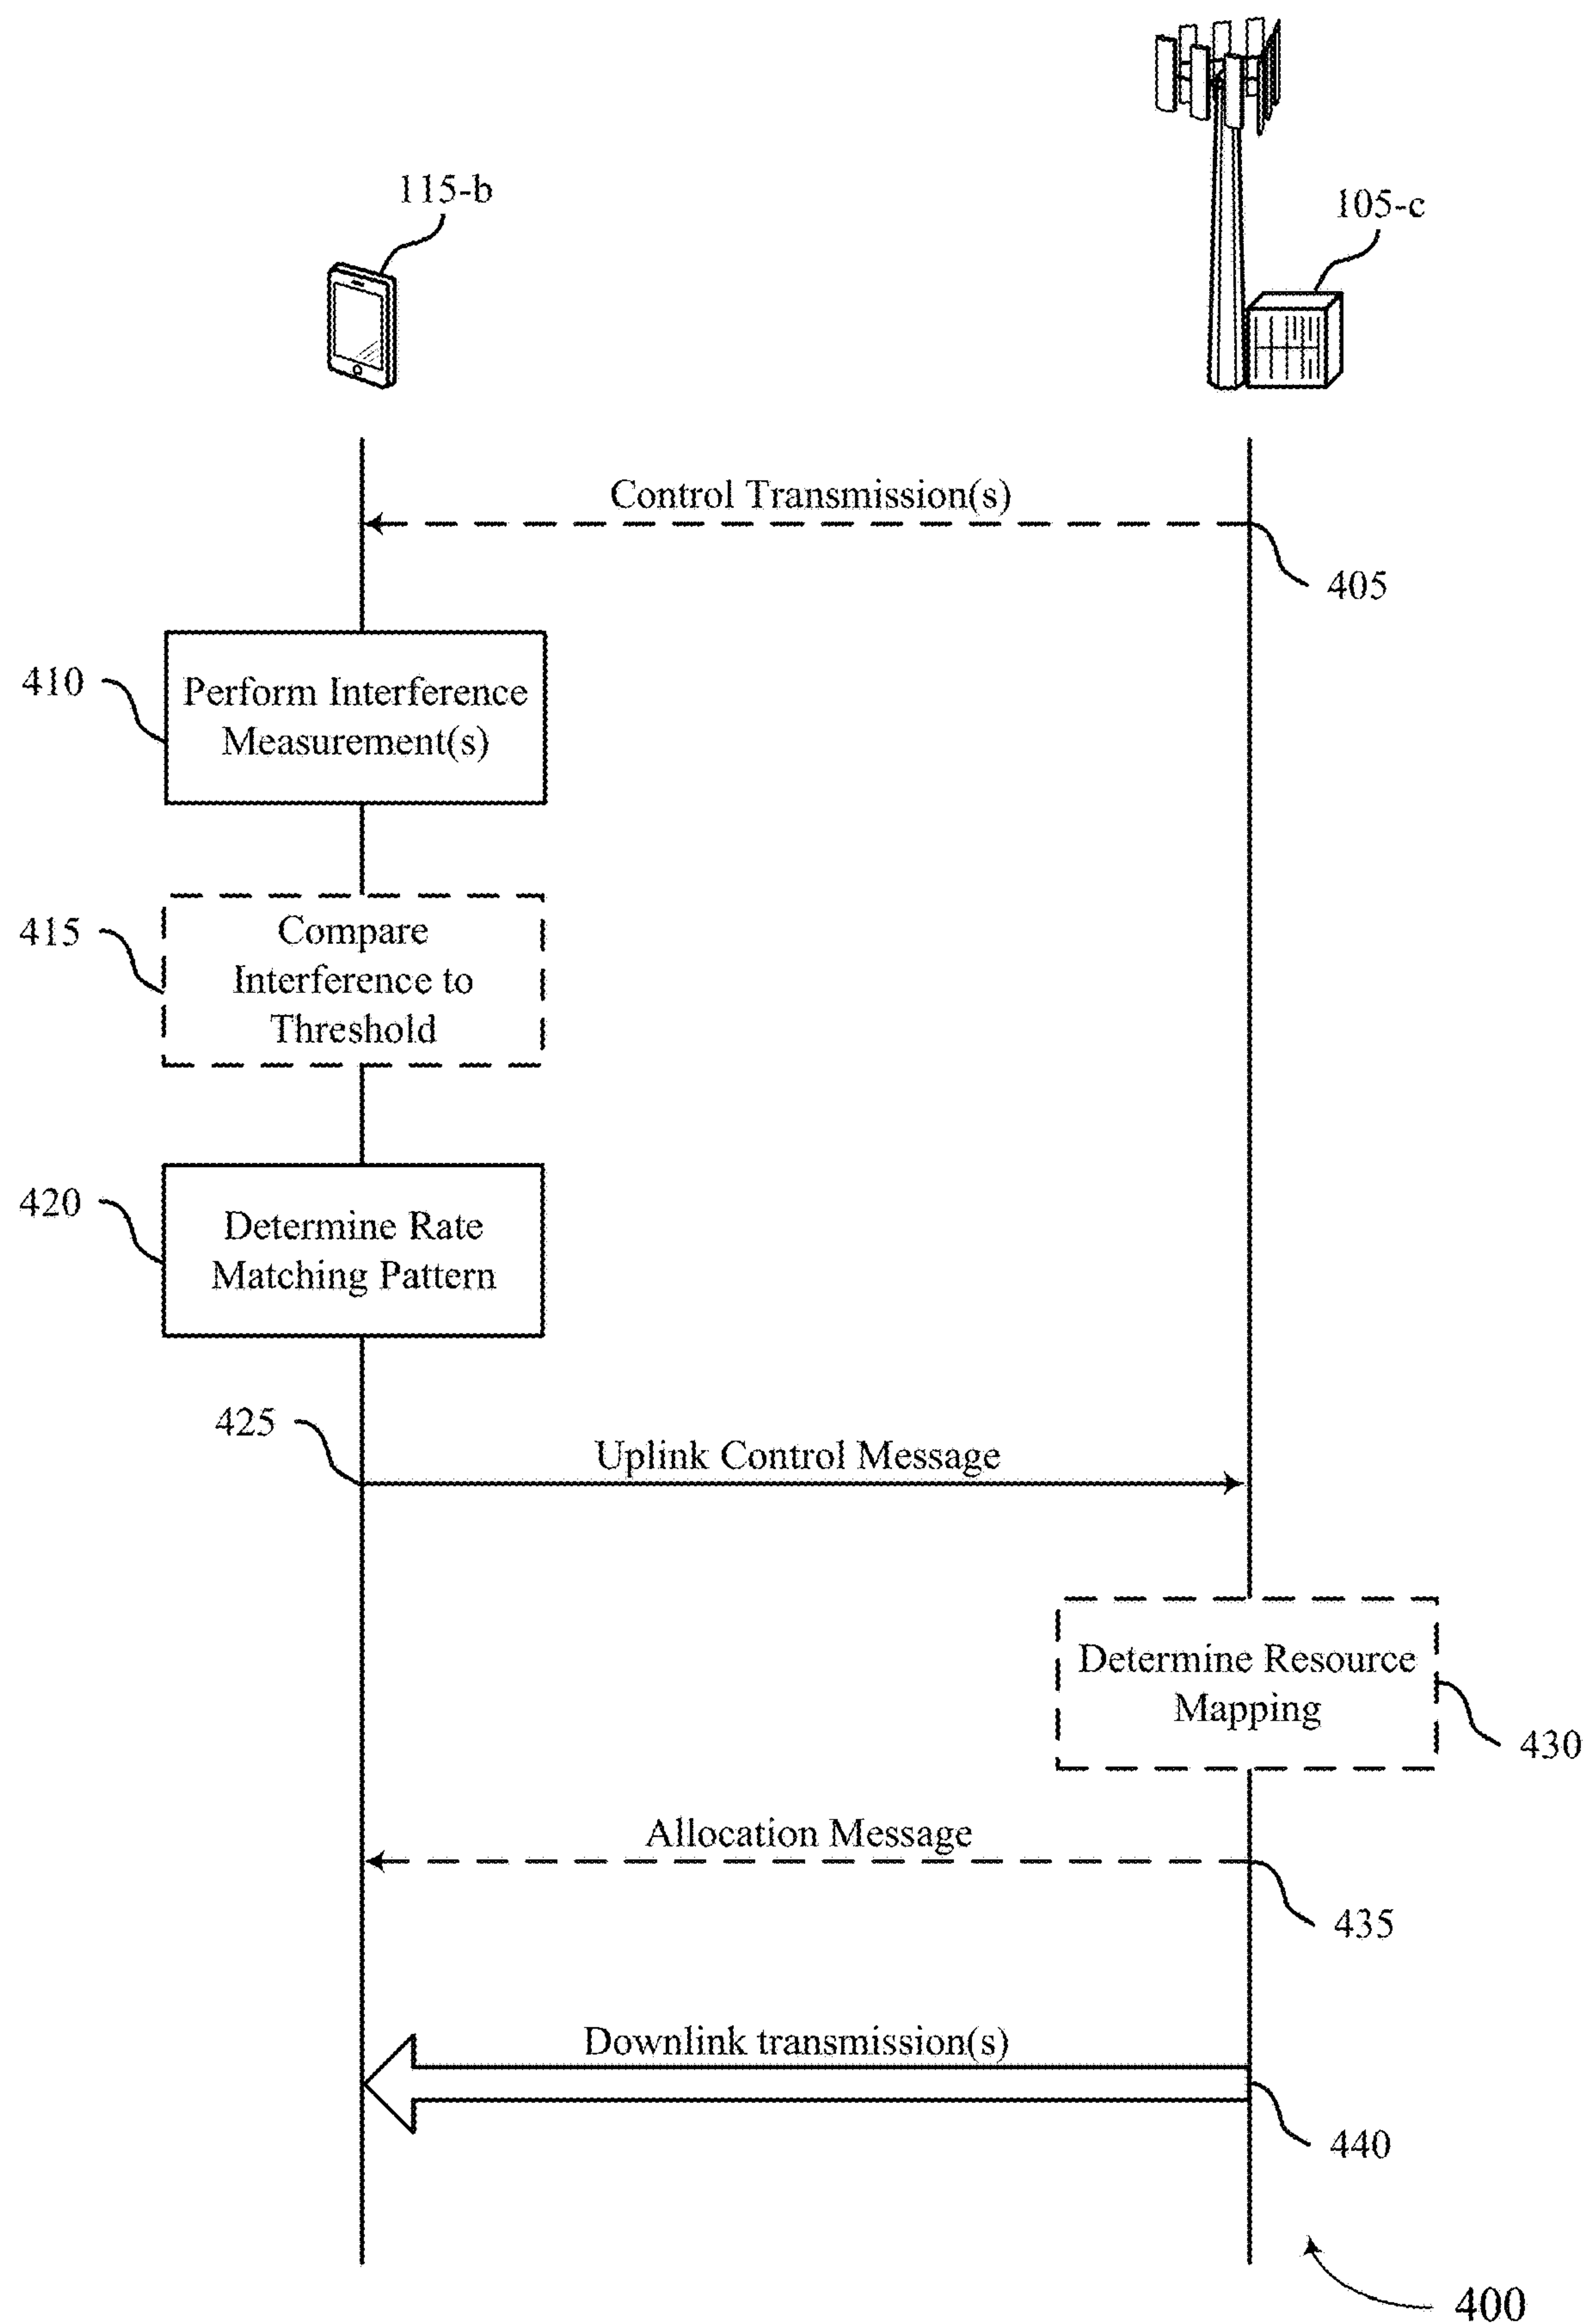 115-b
105-c
Control Transmission(s)
405
410
Perform Interference
Measurement(s)
415
Compare
Interference to
Threshold
420
Determine Rate
Matching Pattern
425
Uplink Control Message
Determine Resource
Mapping
430
Allocation Message
435
Downlink transmission(s)
440
400